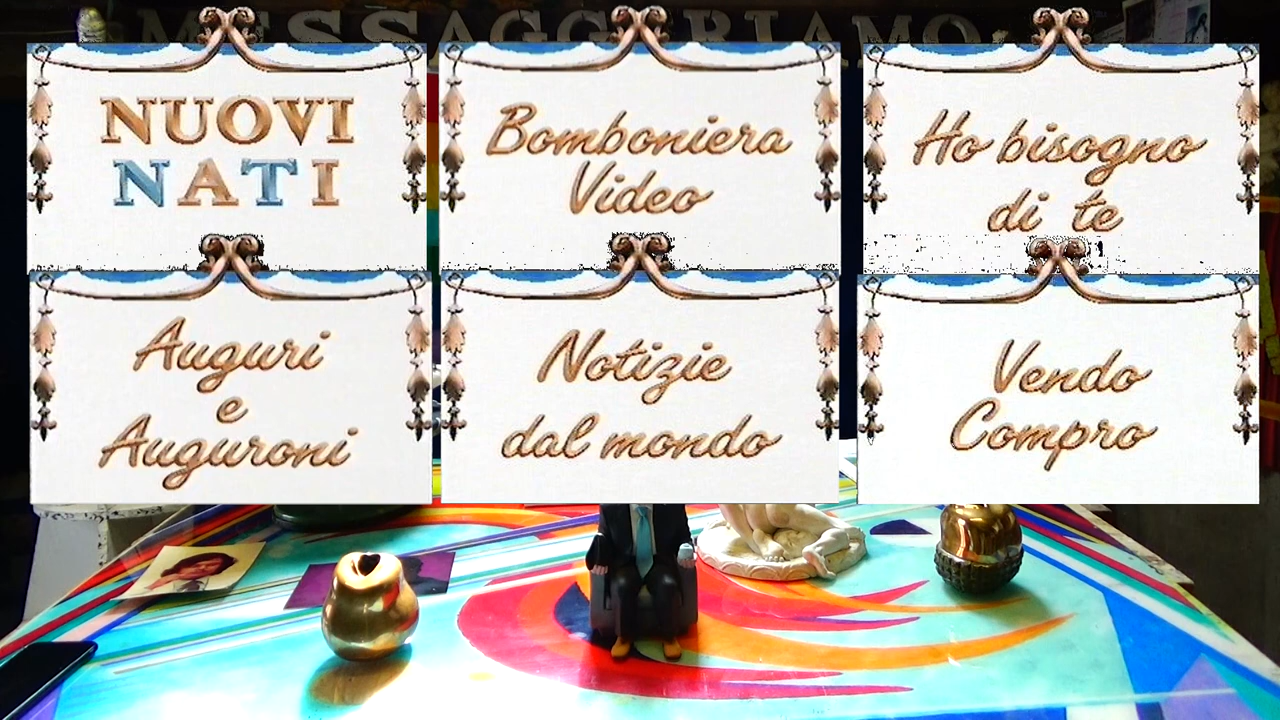 MESSAGGERIAMO
NUOVI
NATI
Bomboniera
Video
Ho bisogno
di te
Auguri
e
Auguroni
Notizie
dal mondo
Vendo
Compro